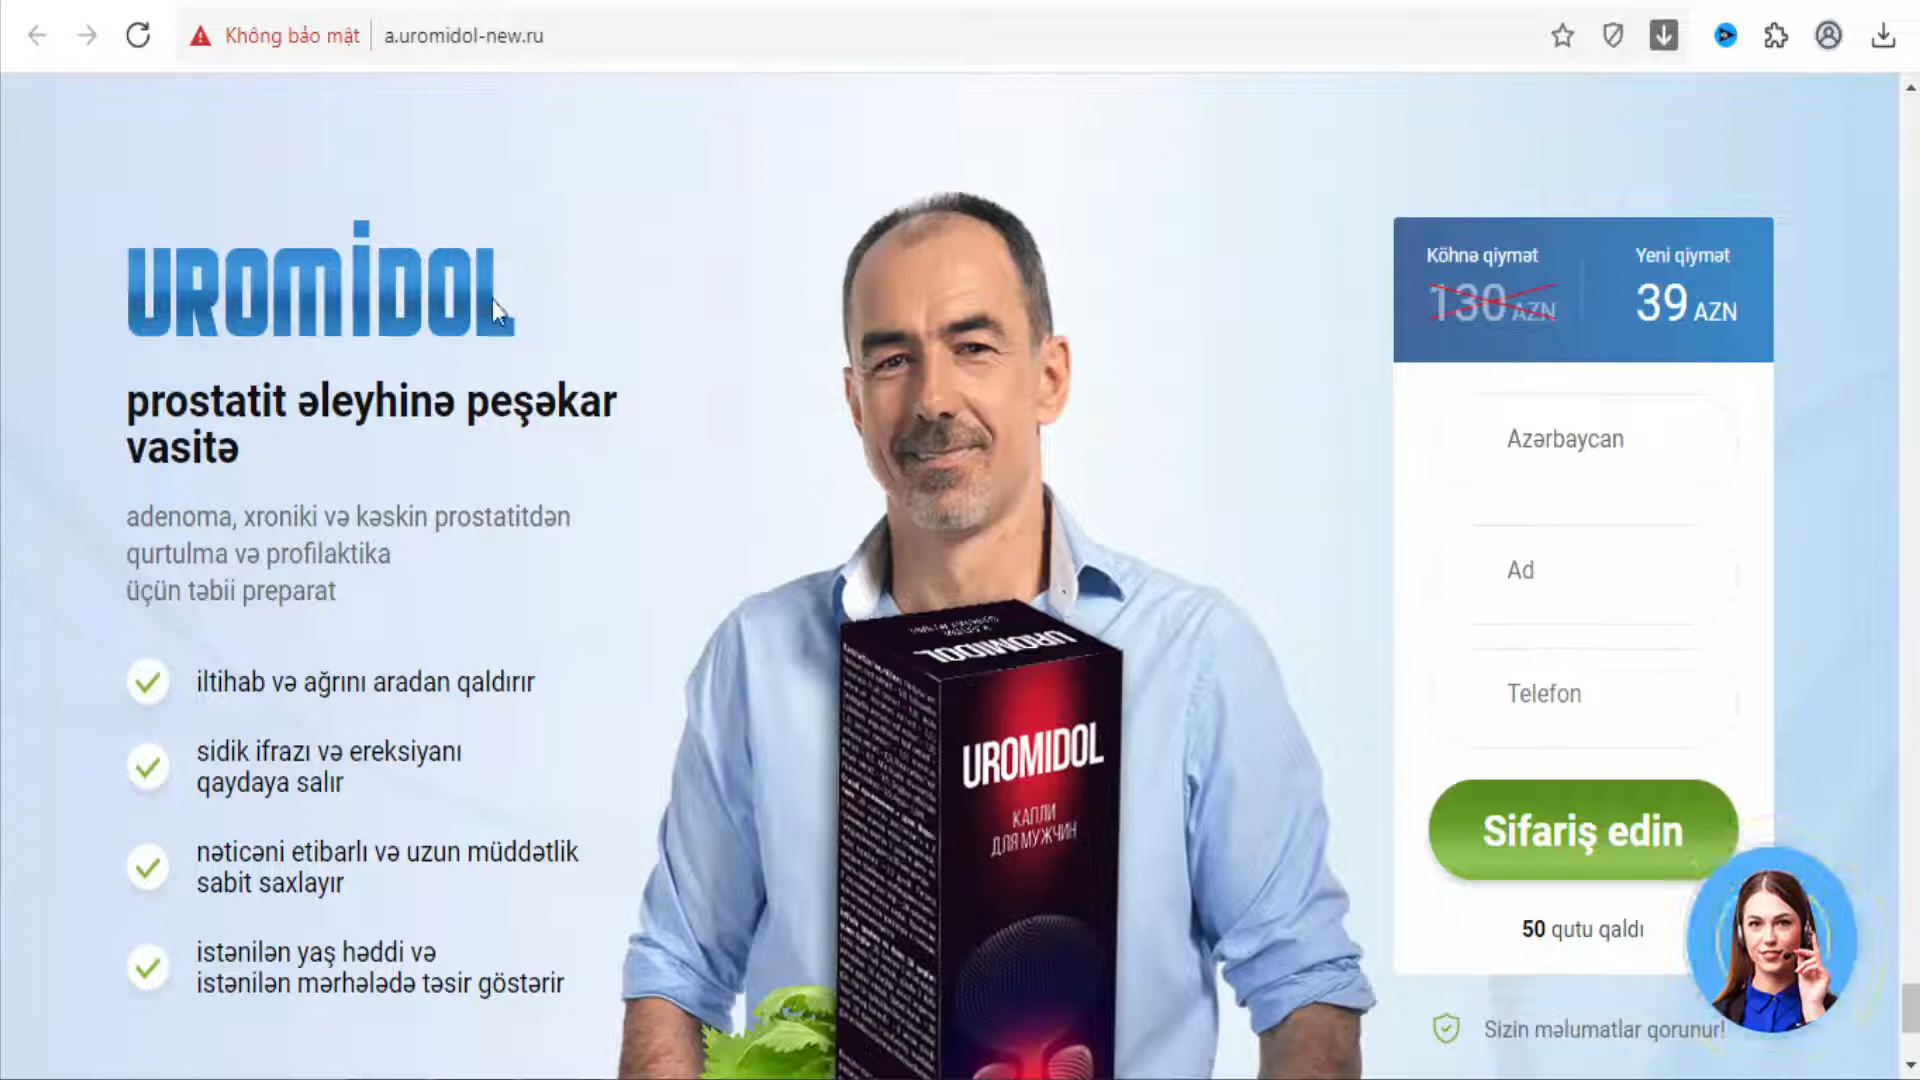 Không bảo mật
a.uromidol-new.ru
UROMİDOL
prostatit əleyhinə peşəkar
vasitə
adenoma, xroniki və kəskin prostatitdən
qurtulma və profilaktika
üçün təbii preparat
iltihab və ağrını aradan qaldırır
sidik ifrazı və ereksiyanı
qaydaya salır
nəticəni etibarlı və uzun müddətlik
sabit saxlayır
istənilən yaş həddi və
istənilən mərhələdə təsir göstərir
UROMIDOL
UROMIDOL
КАПЛИ
ДЛЯ МУЖЧИН
Köhnə qiymət
130 AZN
Yeni qiymət
39 AZN
Azərbaycan
Ad
Telefon
Sifariş edin
50 qutu qaldı
Sizin məlumatlar qorunur!